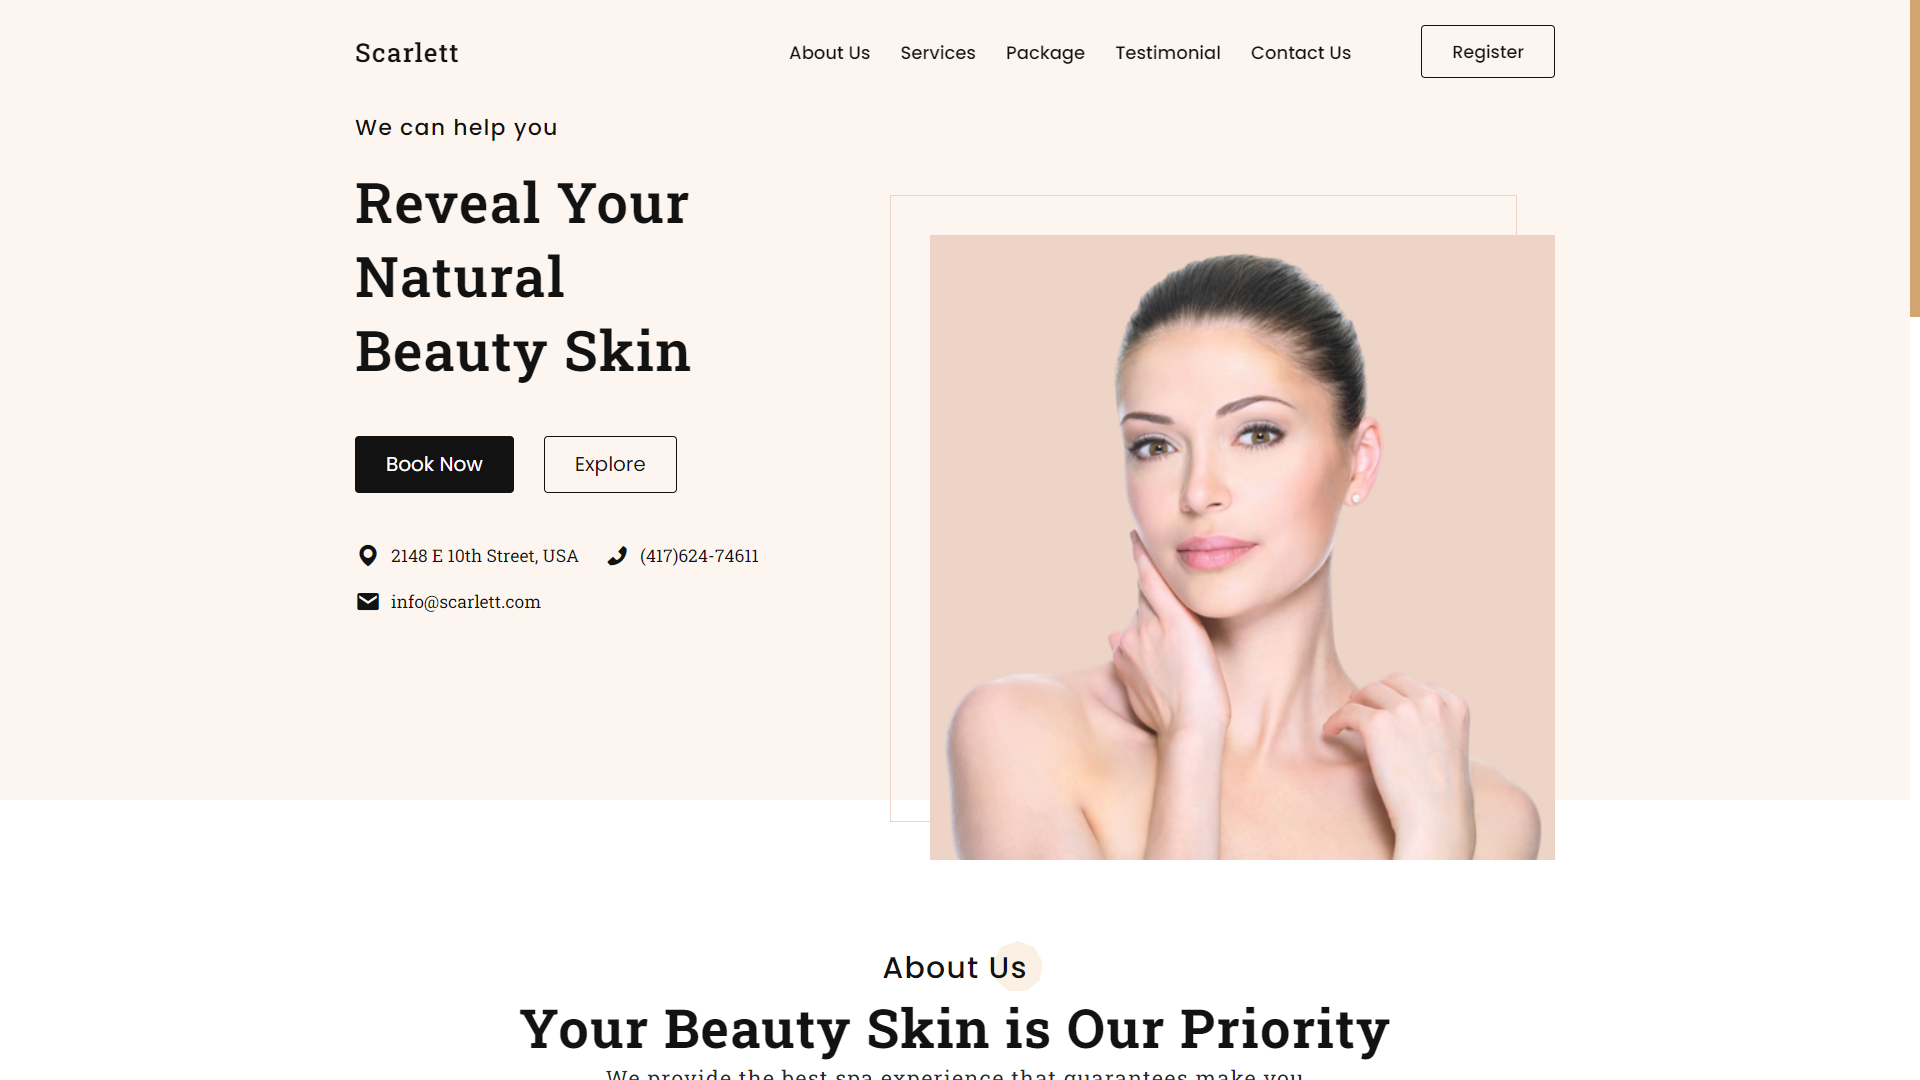 Scarlett
About Us Services Package Testimonial Contact Us Register
We can help you
Reveal Your
Natural
Beauty Skin
Book Now Explore
2148 E 10th Street, USA (417)624-74611
info@scarlett.com
About Us
Your Beauty Skin is Our Priority
We provide the best spa experience that guarantees make you